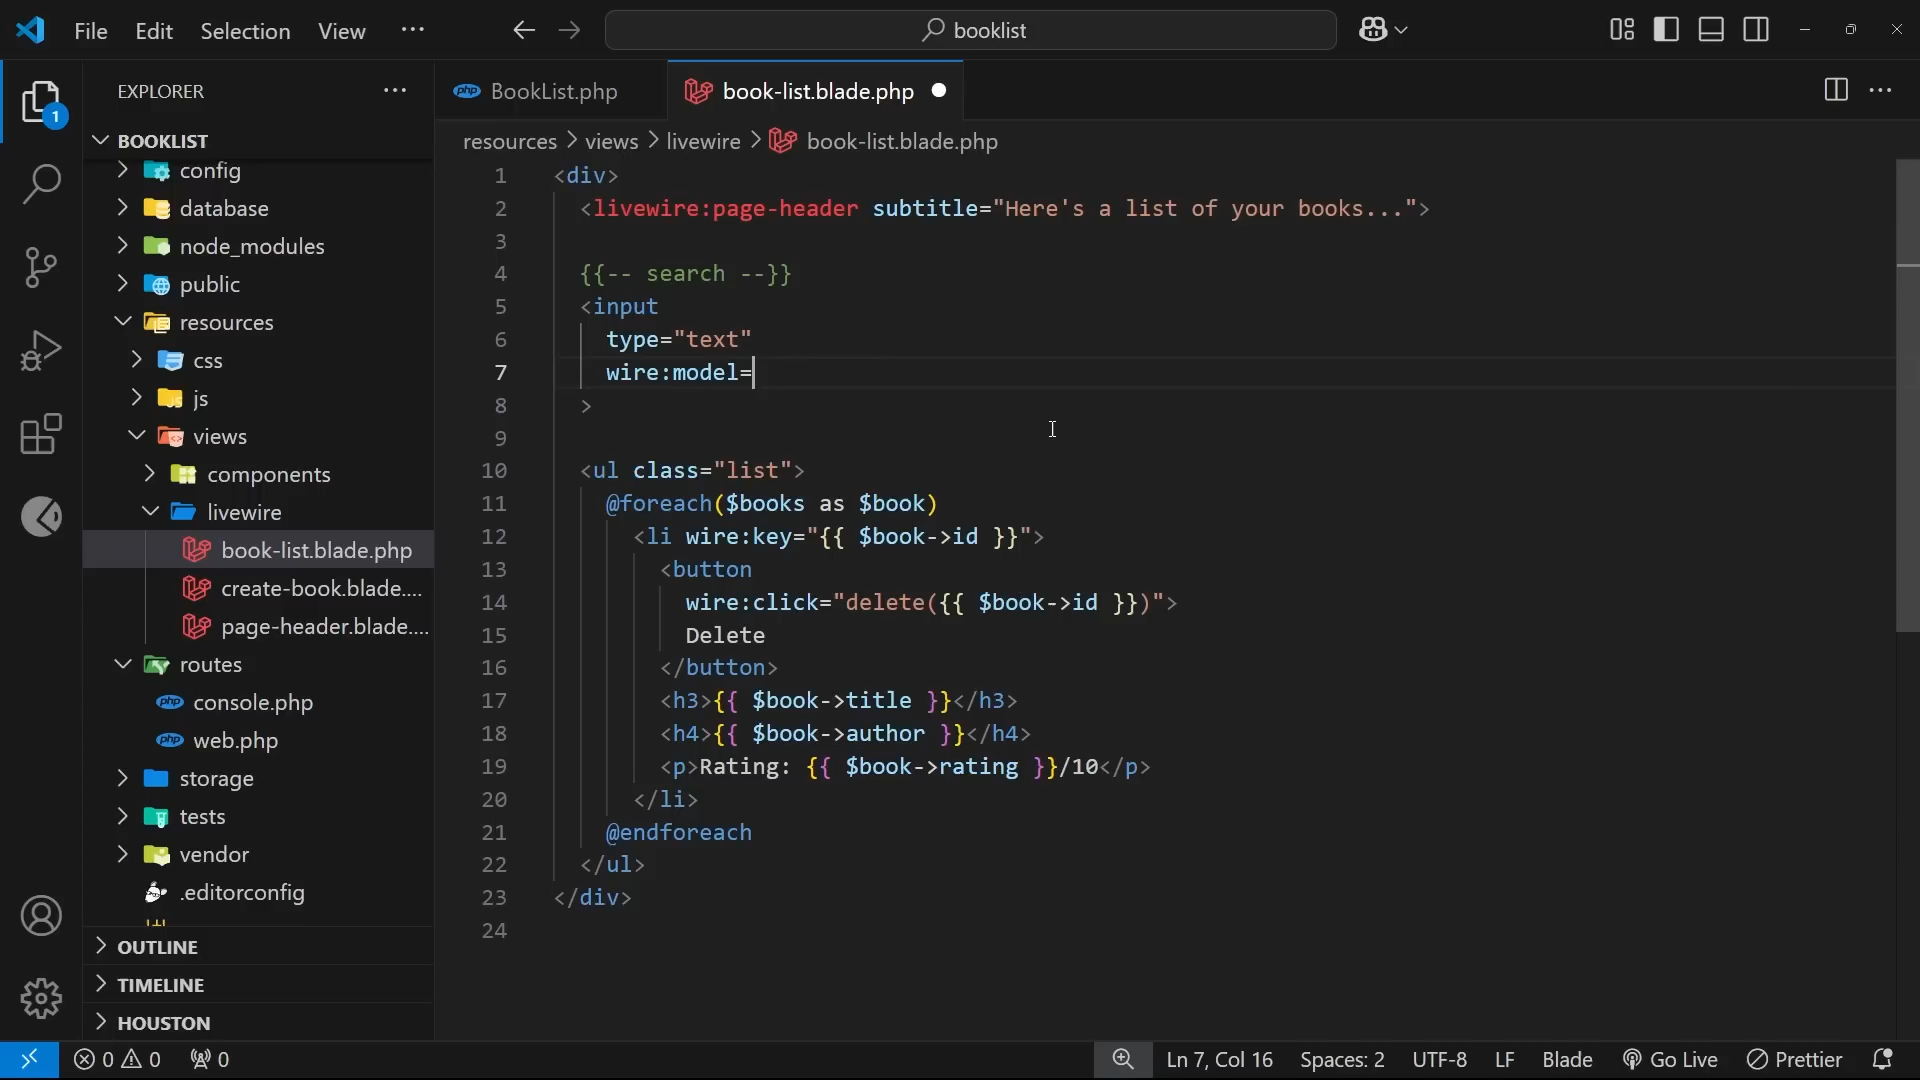 File Edit Selection View ··· booklist
EXPLORER ···
BookList.php
book-list.blade.php
BOOKLIST
resources > views > livewire > book-list.blade.php
config
database
node_modules
public
resources
css
js
views
components
livewire
book-list.blade.php
create-book.blade....
page-header.blade....
routes
console.php
web.php
storage
tests
vendor
.editorconfig
OUTLINE
TIMELINE
HOUSTON
1 <div>
2 <livewire:page-header subtitle="Here's a list of your books...">
3
4 {{-- search --}}
5 <input
6 type="text"
7 wire:model=
8 >
9
10 <ul class="list">
11 @foreach($books as $book)
12 <li wire:key="{{ $book->id }}">
13 <button
14 wire:click="delete({{ $book->id }})">
15 Delete
16 </button>
17 <h3>{{ $book->title }}</h3>
18 <h4>{{ $book->author }}</h4>
19 <p>Rating: {{ $book->rating }}/10</p>
20 </li>
21 @endforeach
22 </ul>
23 </div>
24
1
0 0 0 Ln 7, Col 16 Spaces: 2 UTF-8 LF Blade Go Live Prettier